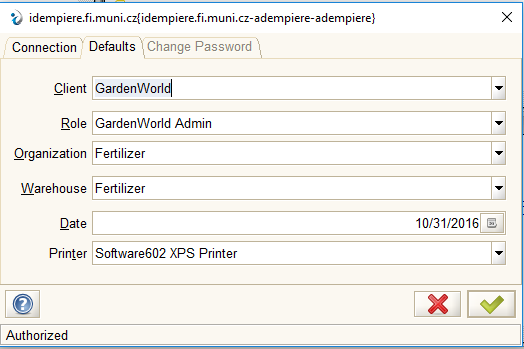 idempiere.fi.muni.cz{idempiere.fi.muni.cz-adempiere-adempiere}
Connection Defaults Change Password
Client GardenWorld
Role GardenWorld Admin
Organization Fertilizer
Warehouse Fertilizer
Date 10/31/2016
Printer Software602 XPS Printer
Authorized